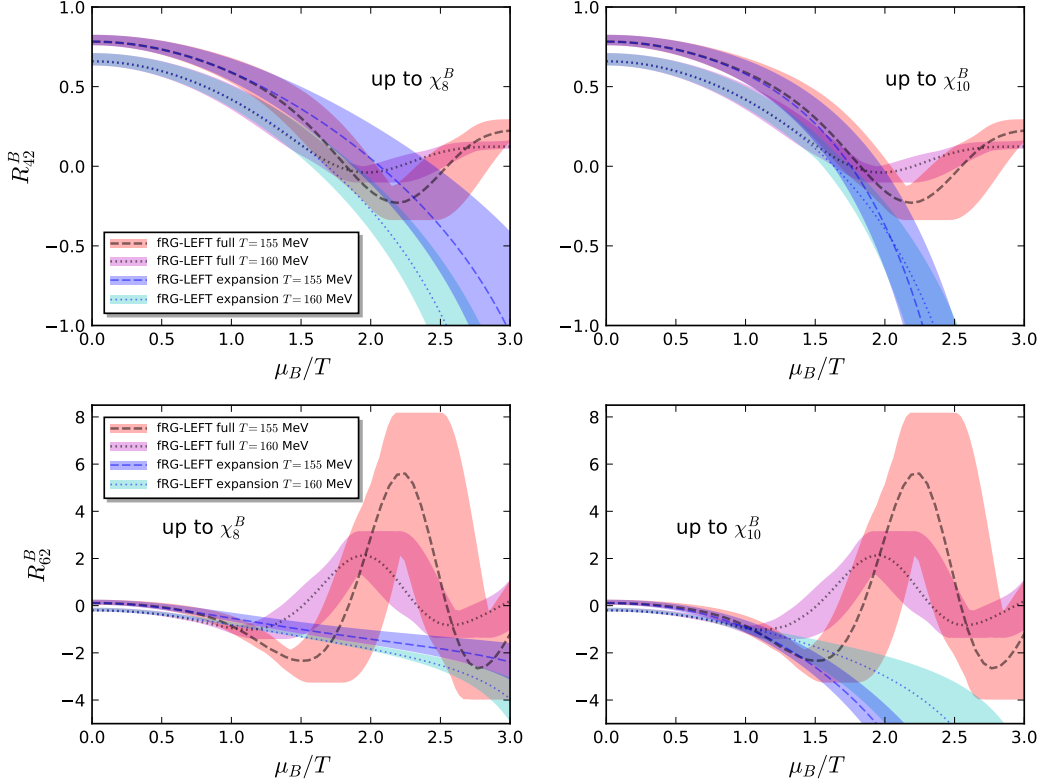 1.0
0.5
0.0
−0.5
−1.0
R^B_42
up to χ^B_8
fRG-LEFT full T = 155 MeV
fRG-LEFT full T = 160 MeV
fRG-LEFT expansion T = 155 MeV
fRG-LEFT expansion T = 160 MeV
0.0 0.5 1.0 1.5 2.0 2.5 3.0
μ_B/T
1.0
0.5
0.0
−0.5
−1.0
up to χ^B_10
0.0 0.5 1.0 1.5 2.0 2.5 3.0
μ_B/T
8
6
4
2
0
−2
−4
R^B_62
fRG-LEFT full T = 155 MeV
fRG-LEFT full T = 160 MeV
fRG-LEFT expansion T = 155 MeV
fRG-LEFT expansion T = 160 MeV
up to χ^B_8
0.0 0.5 1.0 1.5 2.0 2.5 3.0
μ_B/T
8
6
4
2
0
−2
−4
up to χ^B_10
0.0 0.5 1.0 1.5 2.0 2.5 3.0
μ_B/T